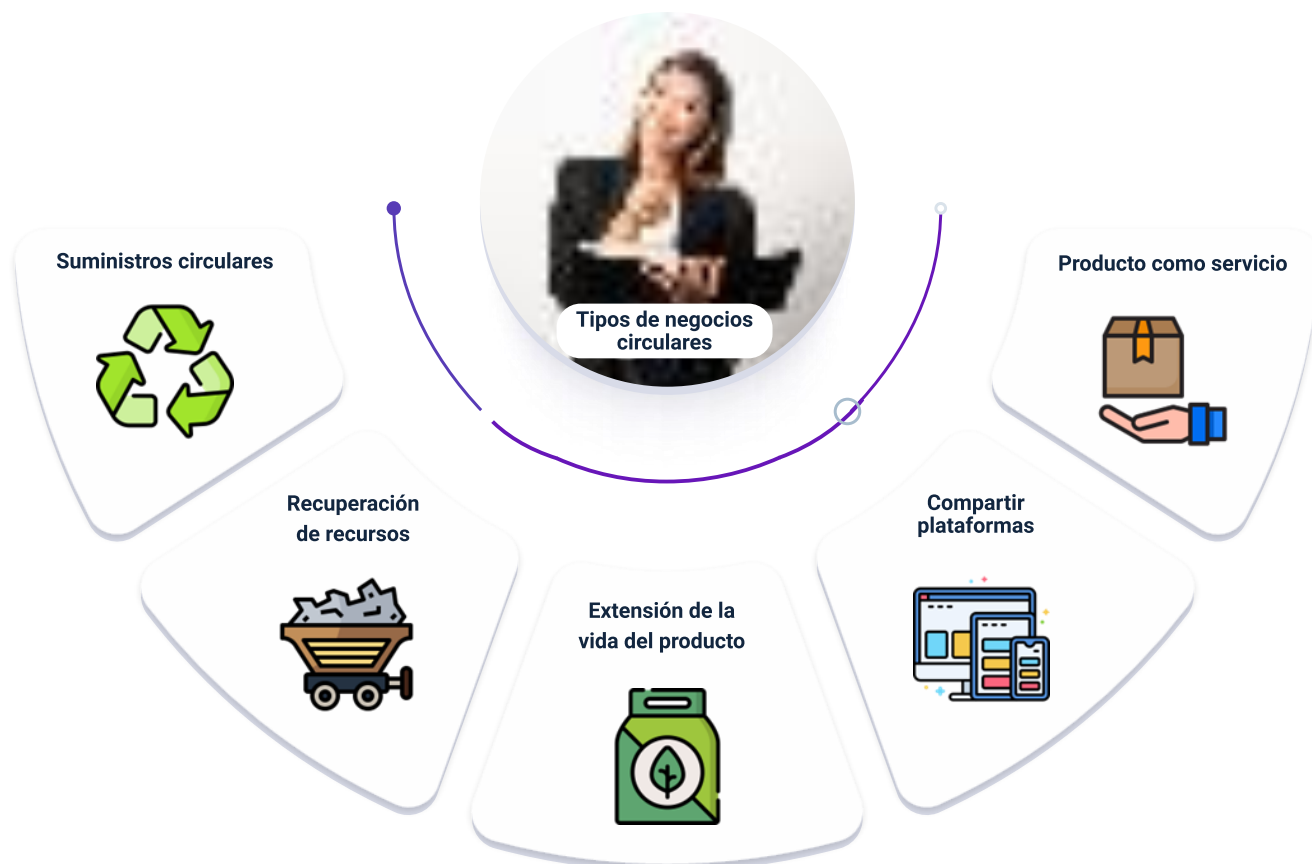 Tipos de negocios
circulares
Suministros circulares
Recuperación
de recursos
Extensión de la
vida del producto
Compartir
plataformas
Producto como servicio